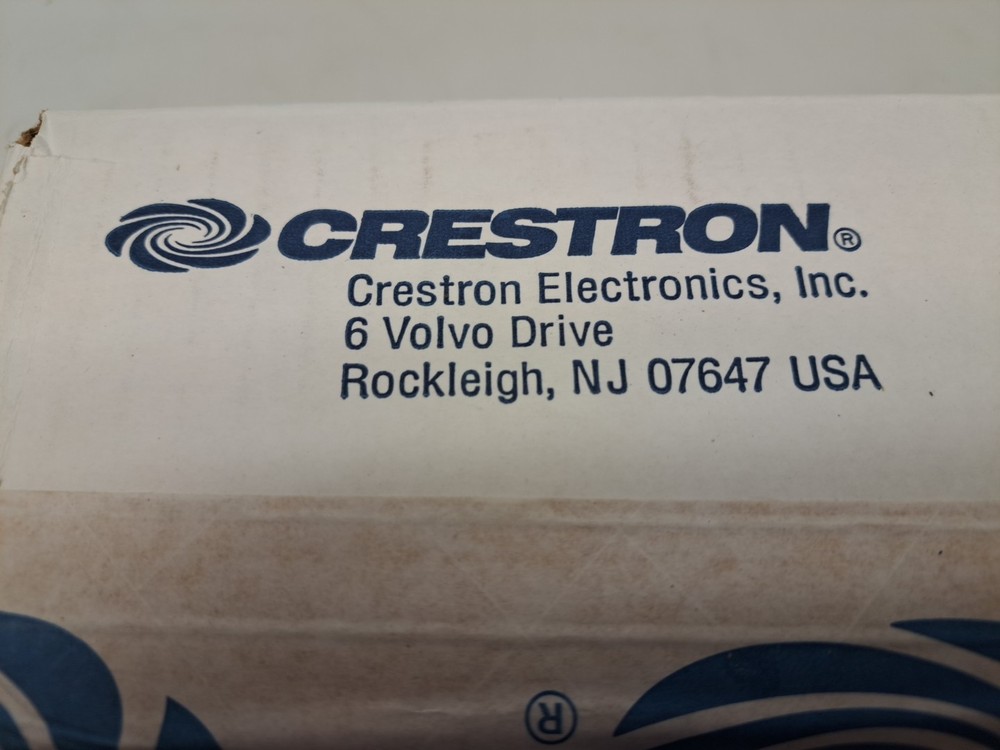 CRESTRON®
Crestron Electronics, Inc.
6 Volvo Drive
Rockleigh, NJ 07647 USA
®